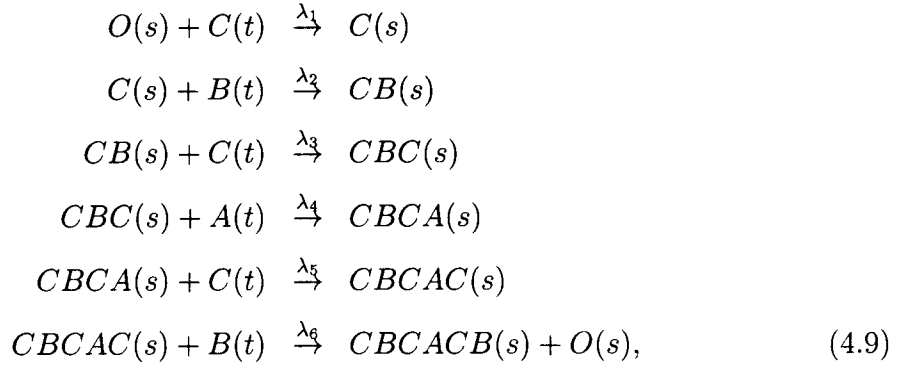 O(s) + C(t) →^{λ₁} C(s)
C(s) + B(t) →^{λ₂} CB(s)
CB(s) + C(t) →^{λ₃} CBC(s)
CBC(s) + A(t) →^{λ₄} CBCA(s)
CBCA(s) + C(t) →^{λ₅} CBCAC(s)
CBCAC(s) + B(t) →^{λ₆} CBCACB(s) + O(s), (4.9)